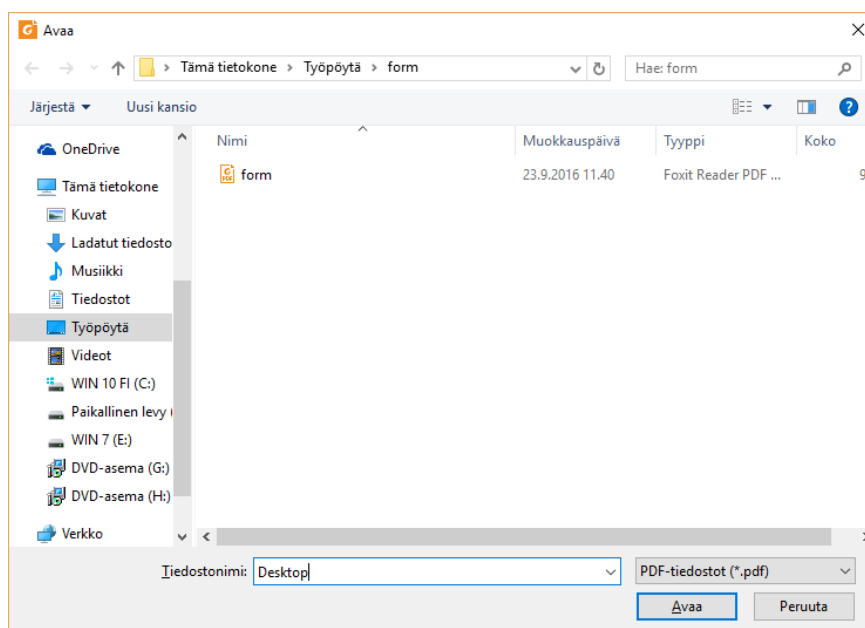 Avaa
Tämä tietokone > Työpöytä > form
Hae: form
Järjestä
Uusi kansio
Nimi
Muokkauspäivä
Tyyppi
Koko
form
23.9.2016 11.40
Foxit Reader PDF ...
9
OneDrive
Tämä tietokone
Kuvat
Ladatut tiedosto
Musiikki
Tiedostot
Työpöytä
Videot
WIN 10 FI (C:)
Paikallinen levy (
WIN 7 (E:)
DVD-asema (G:)
DVD-asema (H:)
Verkko
Tiedostonimi:
Desktop
PDF-tiedostot (*.pdf)
Avaa
Peruuta